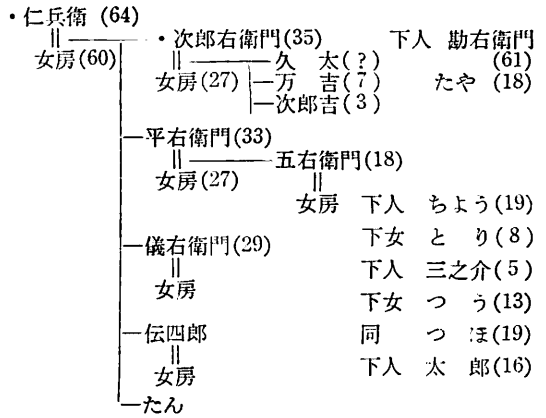 ・仁兵衛 (64)
・次郎右衛門(35) 下人 勘右衛門
女房(60) 久 太(?) (61)
女房(27) 万 吉(7) たや (18)
次郎吉(3)
平右衛門(33)
五右衛門(18)
女房(27)
女房 下人 ちよう(19)
下女 と り(8)
儀右衛門(29)
下人 三之介(5)
女房
下女 つ う(13)
伝四郎 同 つ ほ(19)
女房 下人 太 郎(16)
たん